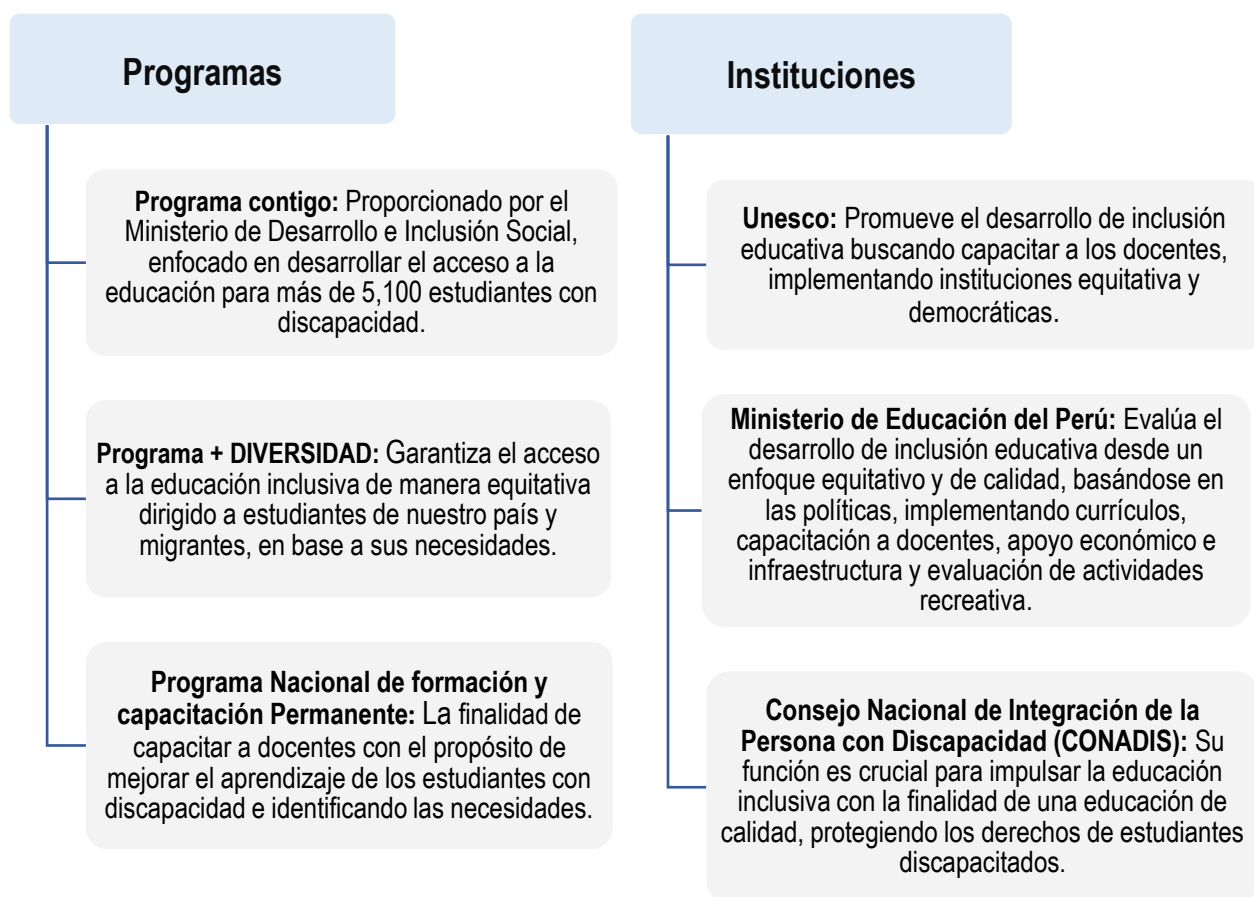 Programas
Programa contigo: Proporcionado por el
Ministerio de Desarrollo e Inclusión Social,
enfocado en desarrollar el acceso a la
educación para más de 5,100 estudiantes con
discapacidad.
Programa + DIVERSIDAD: Garantiza el acceso
a la educación inclusiva de manera equitativa
dirigido a estudiantes de nuestro país y
migrantes, en base a sus necesidades.
Programa Nacional de formación y
capacitación Permanente: La finalidad de
capacitar a docentes con el propósito de
mejorar el aprendizaje de los estudiantes con
discapacidad e identificando las necesidades.
Instituciones
Unesco: Promueve el desarrollo de inclusión
educativa buscando capacitar a los docentes,
implementando instituciones equitativa y
democráticas.
Ministerio de Educación del Perú: Evalúa el
desarrollo de inclusión educativa desde un
enfoque equitativo y de calidad, basándose en
las políticas, implementando currículos,
capacitación a docentes, apoyo económico e
infraestructura y evaluación de actividades
recreativa.
Consejo Nacional de Integración de la
Persona con Discapacidad (CONADIS): Su
función es crucial para impulsar la educación
inclusiva con la finalidad de una educación de
calidad, protegiendo los derechos de estudiantes
discapacitados.